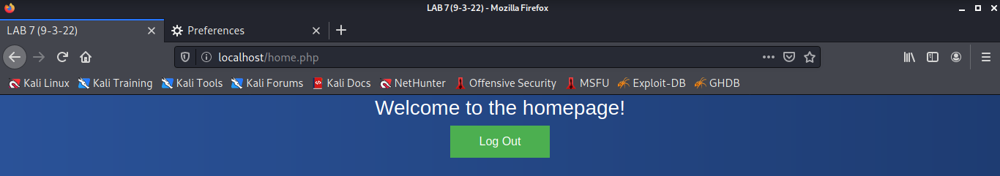 LAB 7 (9-3-22) - Mozilla Firefox
LAB 7 (9-3-22) Preferences
localhost/home.php
Kali Linux Kali Training Kali Tools Kali Forums Kali Docs NetHunter Offensive Security MSFU Exploit-DB GHDB
Welcome to the homepage!
Log Out